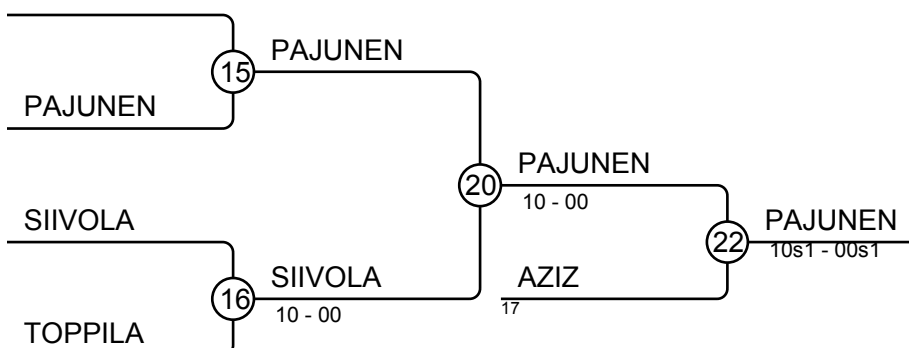 PAJUNEN
15
PAJUNEN
PAJUNEN
20
10 - 00
SIIVOLA
PAJUNEN
22
10s1 - 00s1
SIIVOLA
AZIZ
16
10 - 00
17
TOPPILA